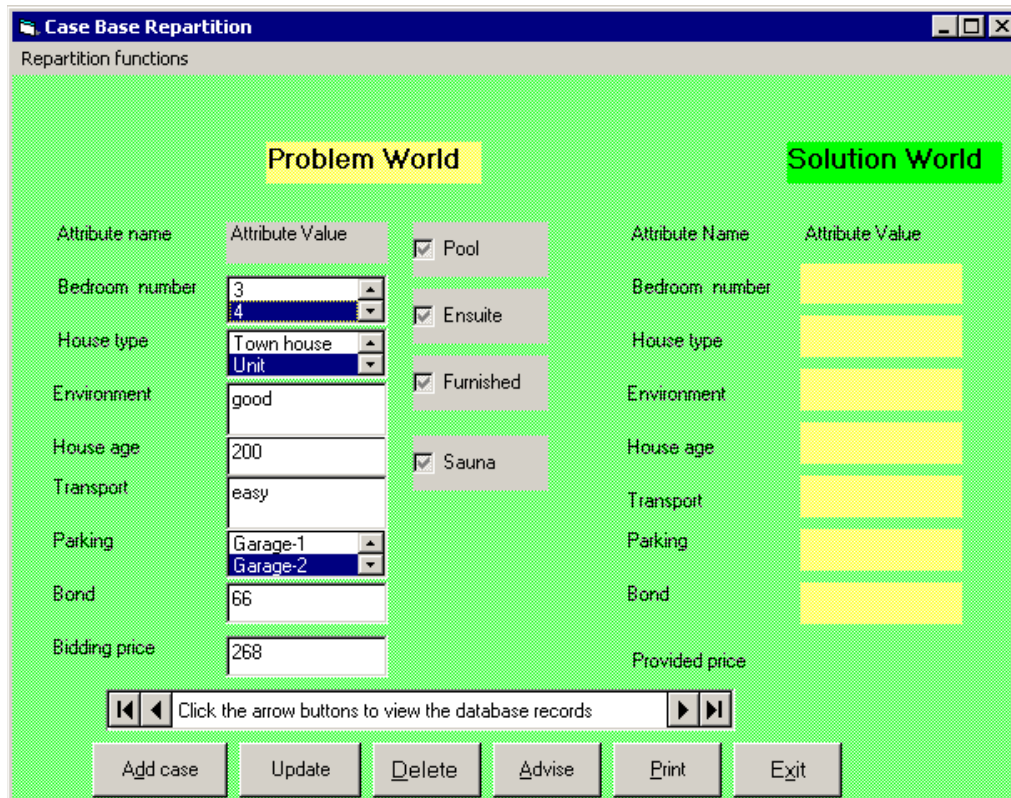 Case Base Repartition
Repartition functions
Problem World
Solution World
Attribute name
Attribute Value
Pool
Attribute Name
Attribute Value
Bedroom number
3
4
Ensuite
Bedroom number
House type
Town house
Unit
House type
Environment
good
Furnished
Environment
House age
200
Sauna
House age
Transport
easy
Transport
Parking
Garage-1
Garage-2
Parking
Bond
66
Bond
Bidding price
268
Provided price
Click the arrow buttons to view the database records
Add case
Update
Delete
Advise
Print
Exit